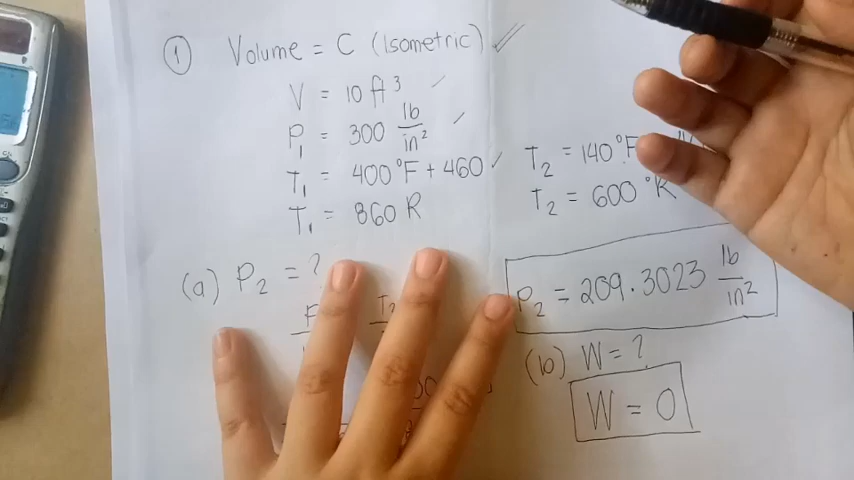 ① Volume = C (Isometric)
V = 10 ft³
P₁ = 300 lb/in²
T₁ = 400°F + 460
T₁ = 860 R
T₂ = 140°F
T₂ = 600 °R
(a) P₂ = ?
T₂
P₂ = 209.3023 lb/in²
(b) W = ?
W = 0